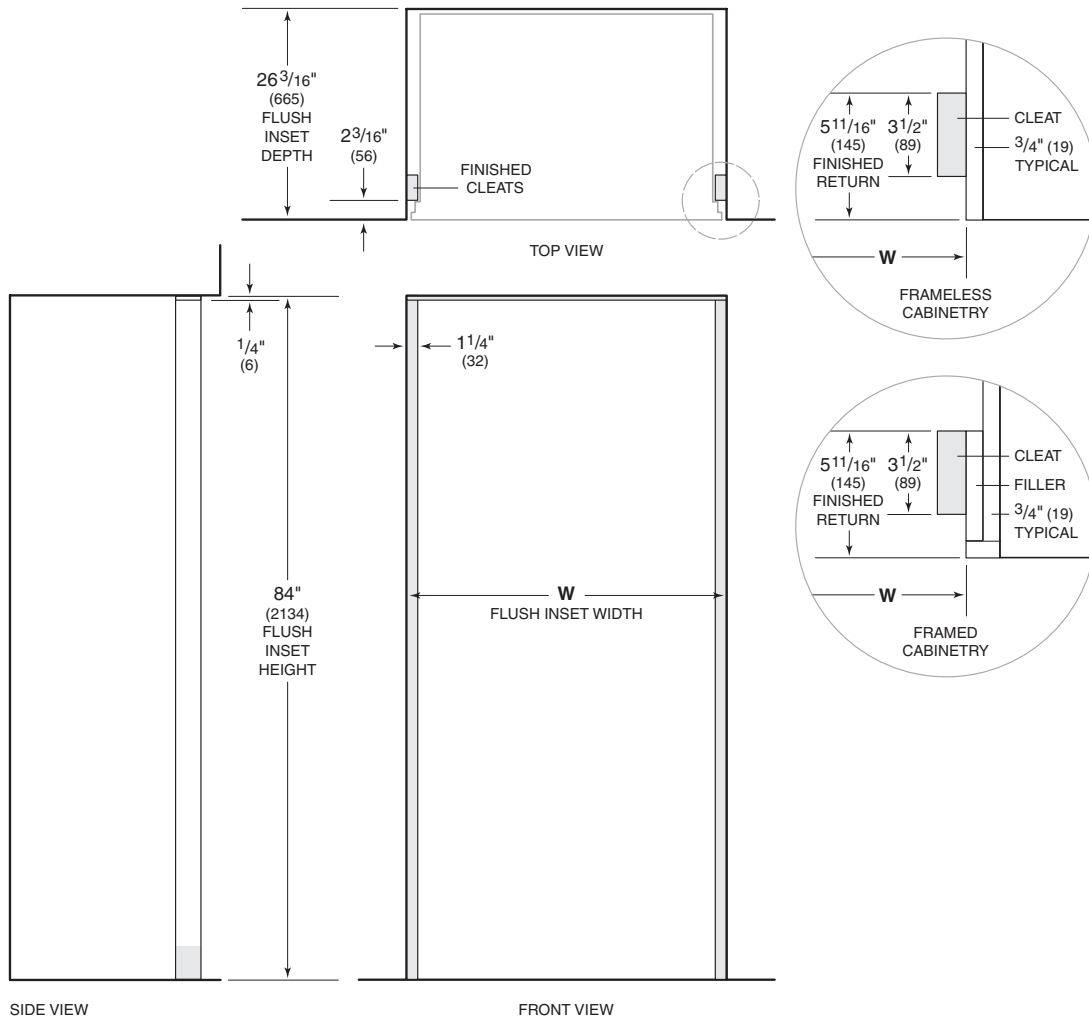 26 3/16"
(665)
FLUSH
INSET
DEPTH
2 3/16"
(56)
FINISHED
CLEATS
TOP VIEW
5 11/16"
(145)
FINISHED
RETURN
3 1/2"
(89)
CLEAT
3/4" (19)
TYPICAL
W
FRAMELESS
CABINETRY
1/4"
(6)
1 1/4"
(32)
84"
(2134)
FLUSH
INSET
HEIGHT
W
FLUSH INSET WIDTH
5 11/16"
(145)
FINISHED
RETURN
3 1/2"
(89)
CLEAT
FILLER
3/4" (19)
TYPICAL
W
FRAMED
CABINETRY
SIDE VIEW
FRONT VIEW